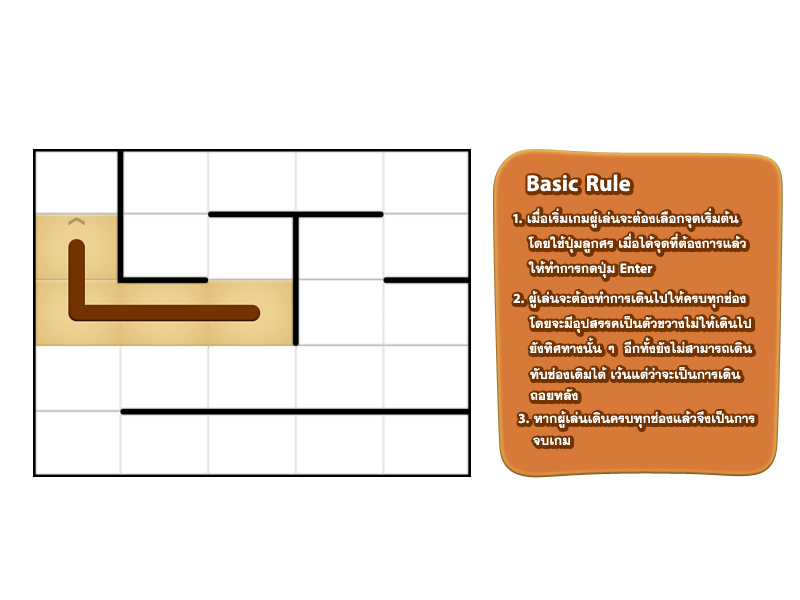 Basic Rule
1. เมื่อเริ่มเกมผู้เล่นจะต้องเลือกจุดเริ่มต้น
โดยใช้ปุ่มลูกศร เมื่อได้จุดที่ต้องการแล้ว
ให้ทำการกดปุ่ม Enter
2. ผู้เล่นจะต้องทำการเดินไปให้ครบทุกช่อง
โดยจะมีอุปสรรคเป็นตัวขวางไม่ให้เดินไป
ยังทิศทางนั้น ๆ อีกทั้งยังไม่สามารถเดิน
ทับช่องเดิมได้ เว้นแต่ว่าจะเป็นการเดิน
ถอยหลัง
3. หากผู้เล่นเดินครบทุกช่องแล้วจึงเป็นการ
จบเกม